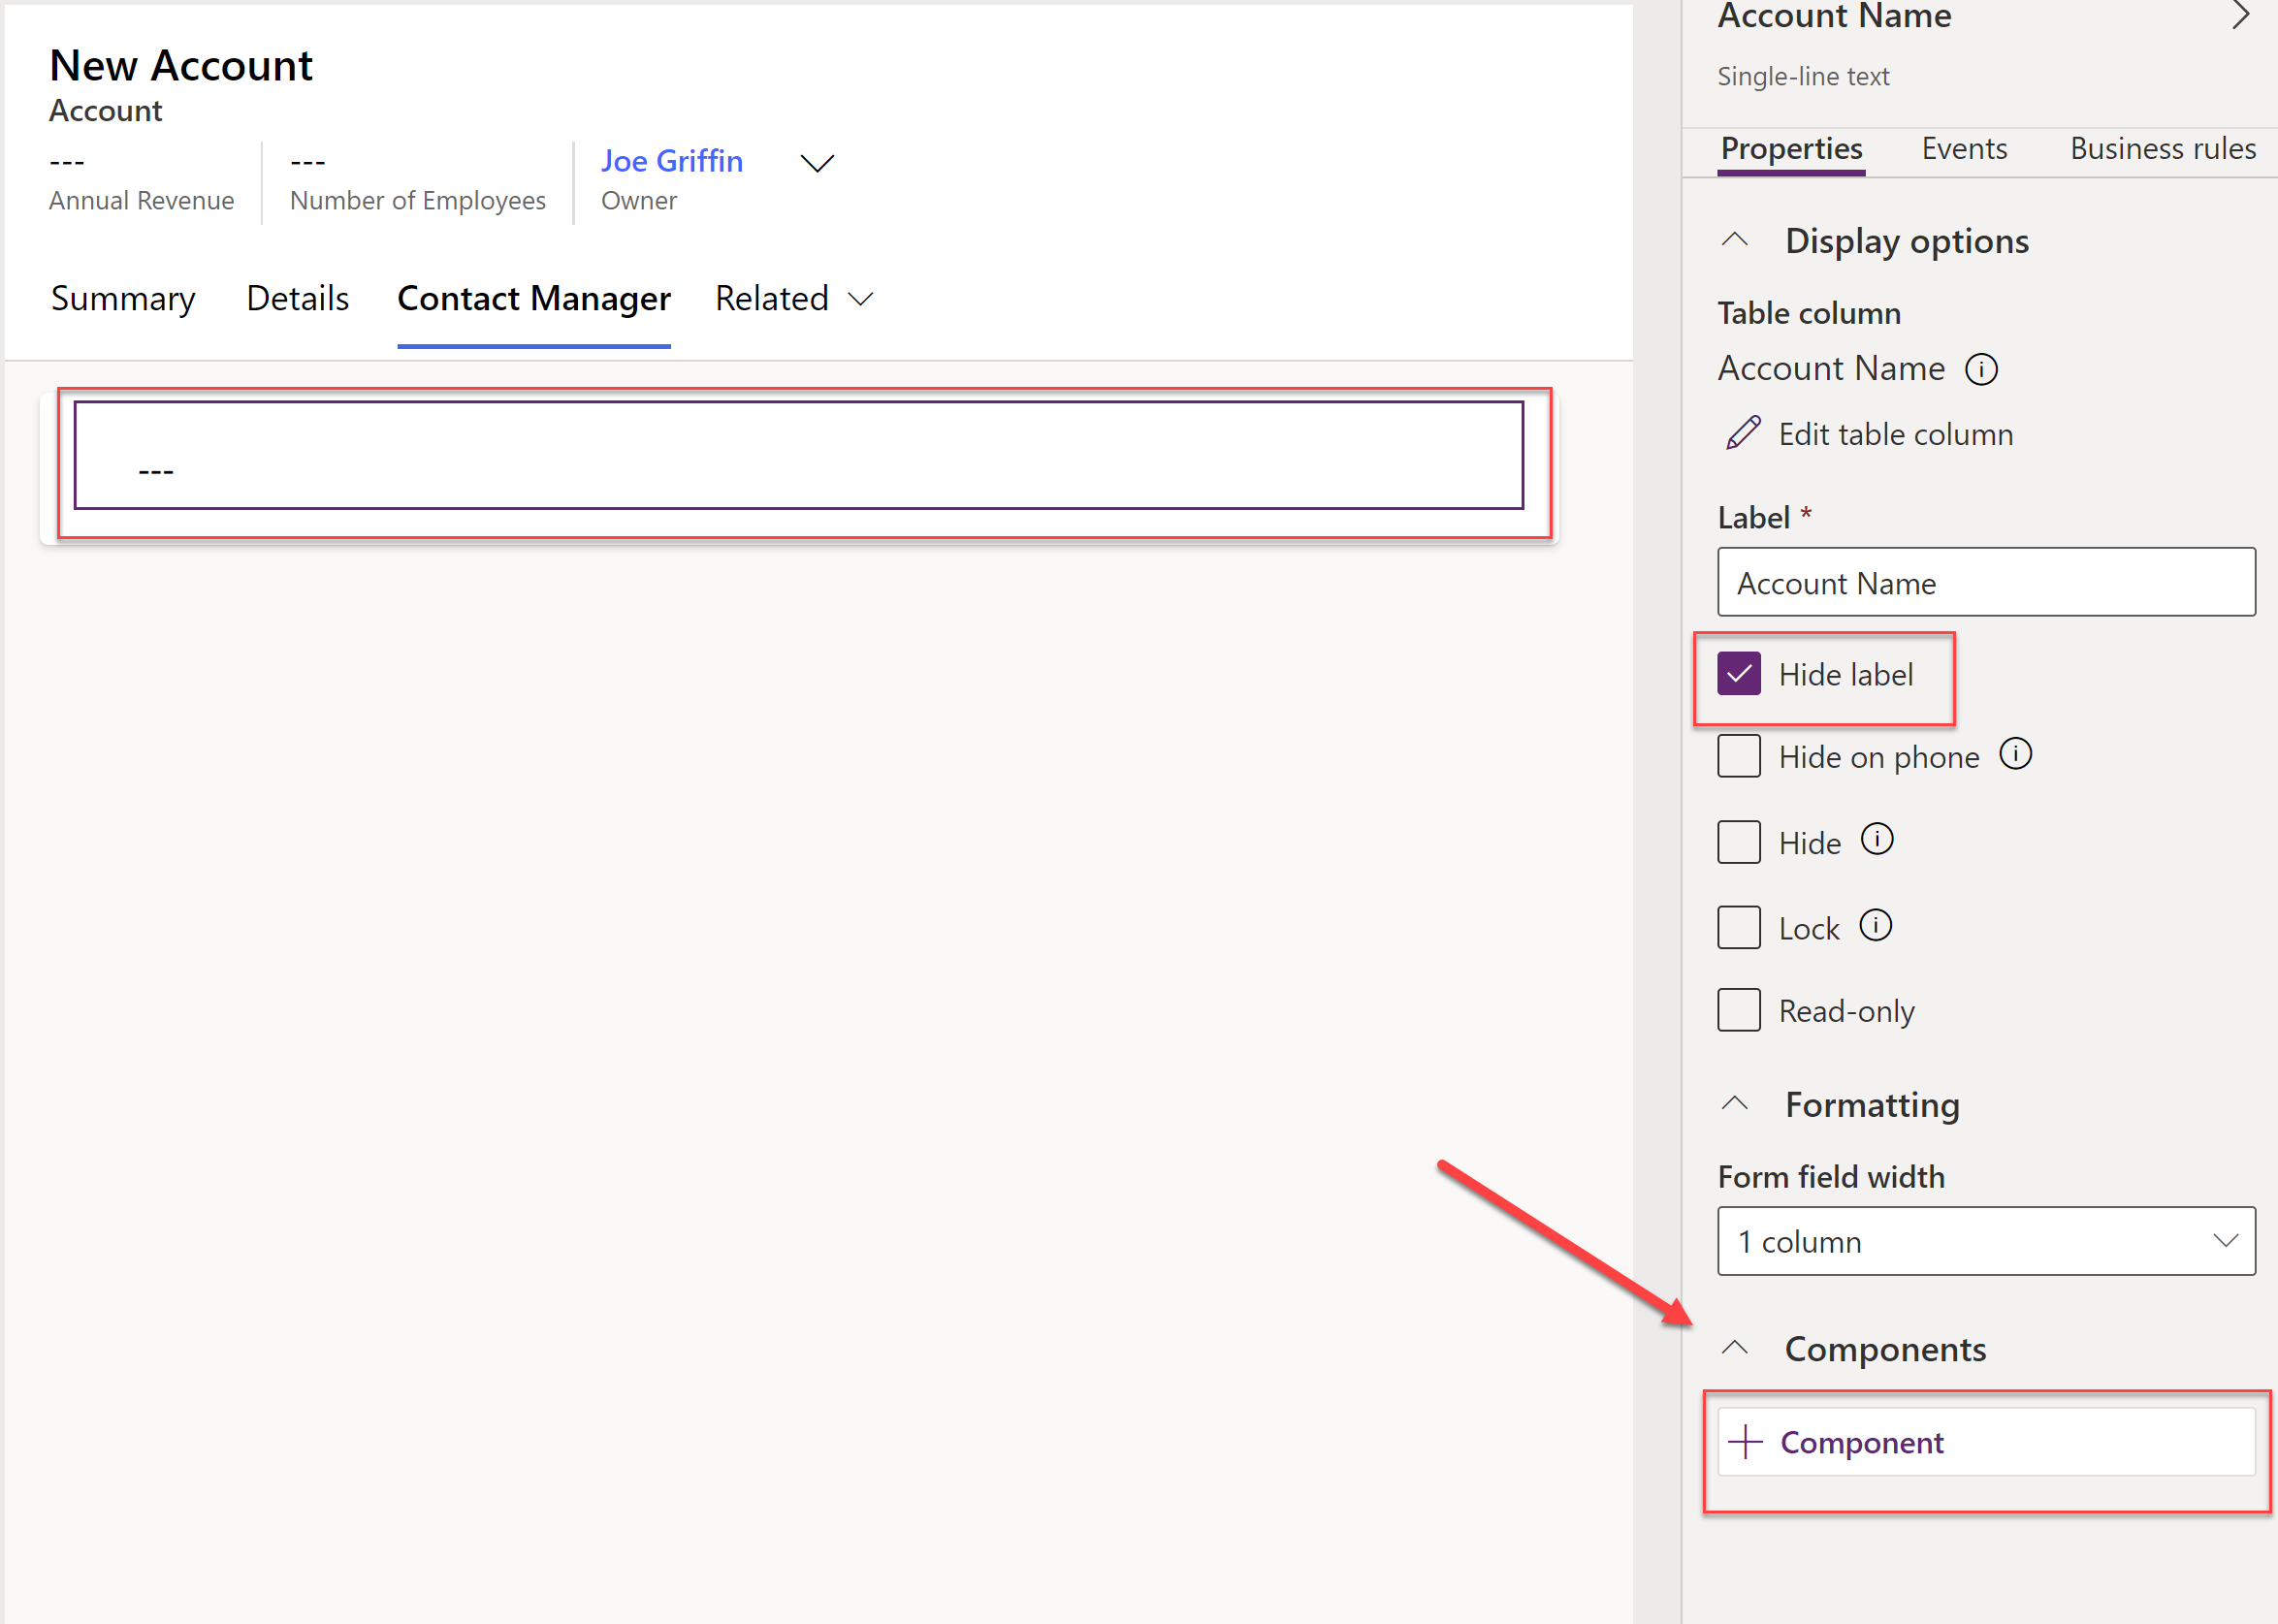 New Account
Account
--- --- Joe Griffin
Annual Revenue Number of Employees Owner
Summary Details Contact Manager Related
---
Account Name
Single-line text
Properties Events Business rules
Display options
Table column
Account Name
Edit table column
Label *
Account Name
Hide label
Hide on phone
Hide
Lock
Read-only
Formatting
Form field width
1 column
Components
Component